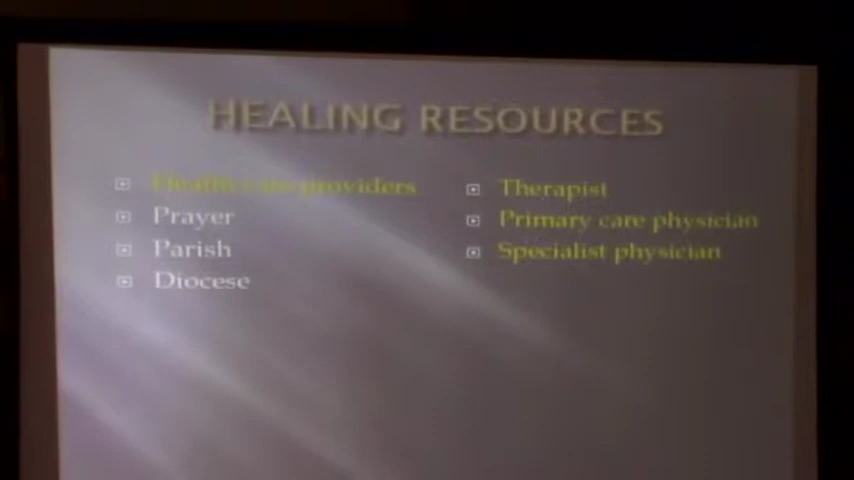 HEALING RESOURCES
Health care providers
Prayer
Parish
Diocese
Therapist
Primary care physician
Specialist physician